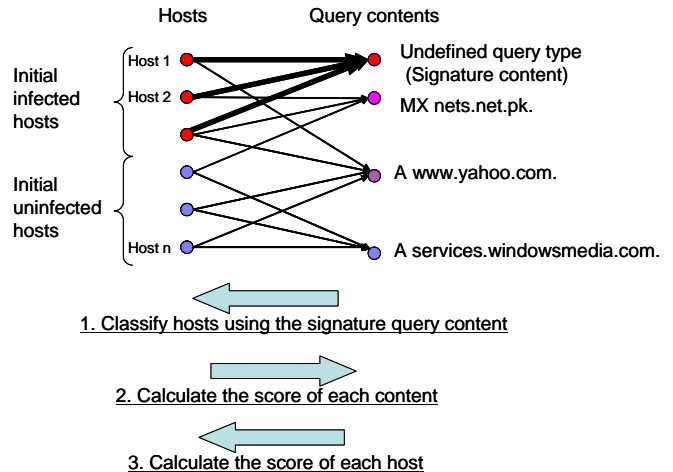 Hosts
Query contents
Initial
infected
hosts
Host 1
Host 2
Undefined query type
(Signature content)
MX nets.net.pk.
A www.yahoo.com.
Initial
uninfected
hosts
Host n
A services.windowsmedia.com.
1. Classify hosts using the signature query content
2. Calculate the score of each content
3. Calculate the score of each host